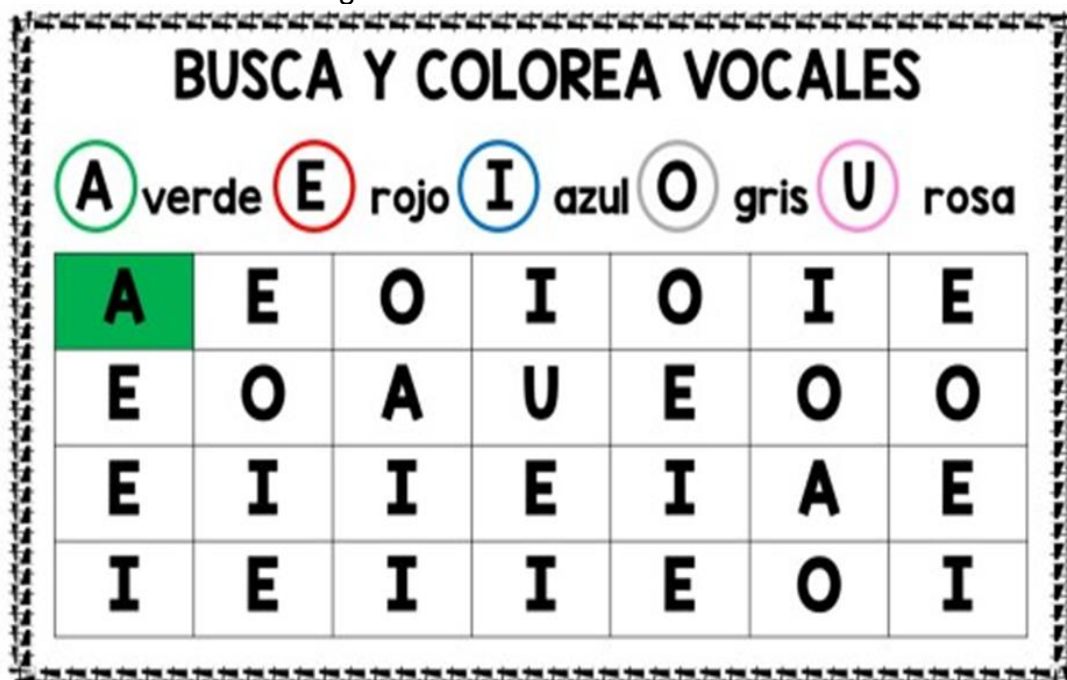 BUSCA Y COLOREA VOCALES
A verde E rojo I azul O gris U rosa
A E O I O I E
E O A U E O O
E I I E I A E
I E I I E O I